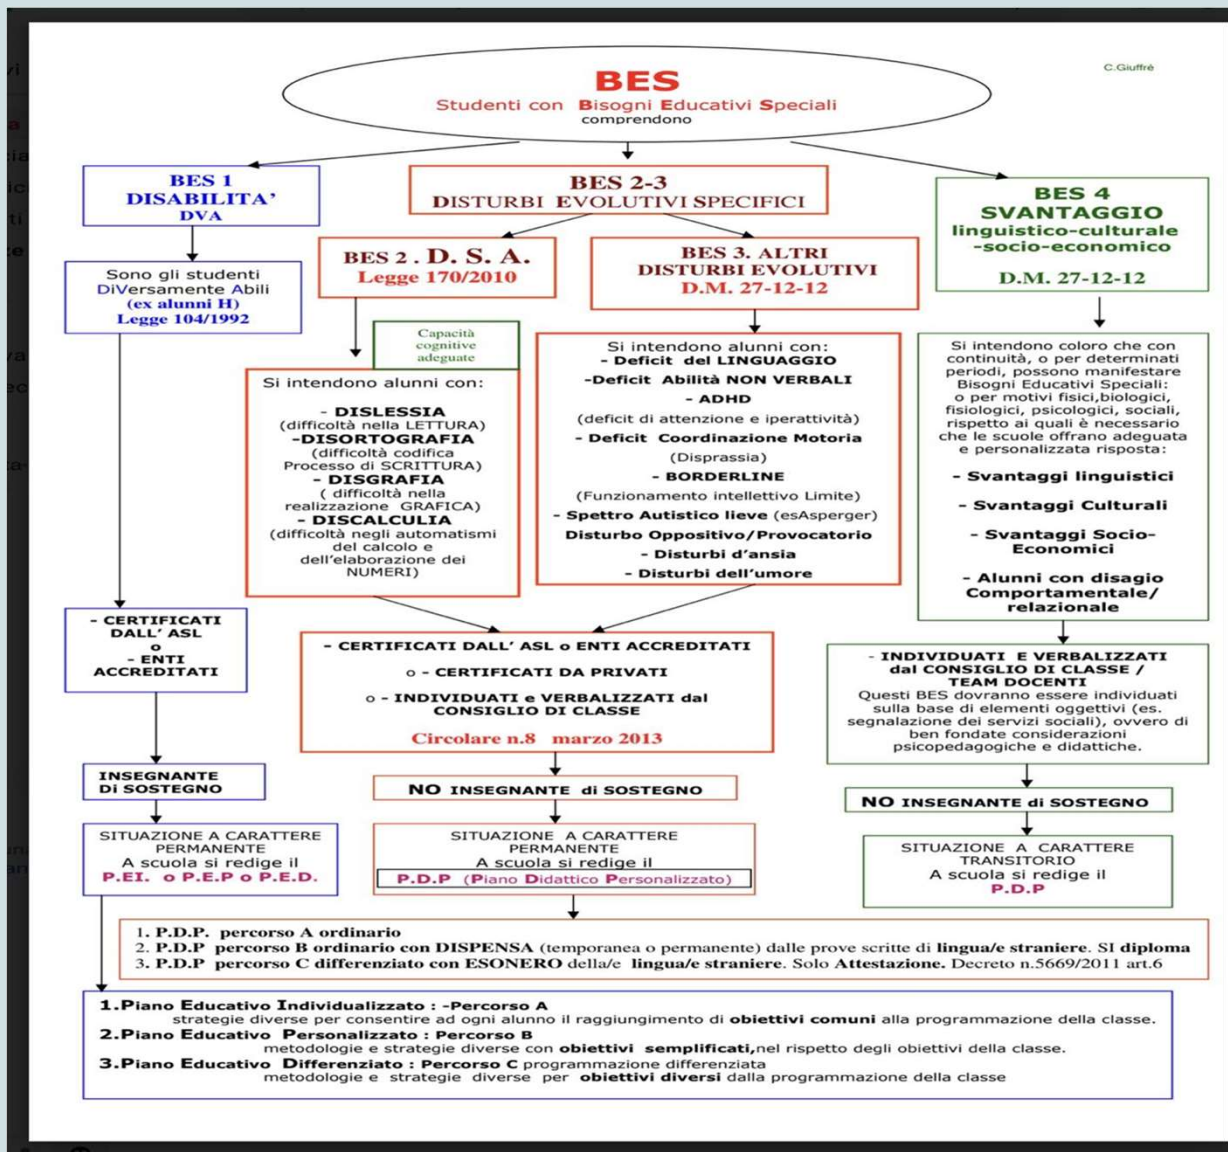 C.Giuffré
BES
Studenti con Bisogni Educativi Speciali
comprendono
BES 1
DISABILITA'
DVA
Sono gli studenti
DiVersamente Abili
(ex alunni H)
Legge 104/1992
BES 2-3
DISTURBI EVOLUTIVI SPECIFICI
BES 2 . D. S. A.
Legge 170/2010
Capacità
cognitive
adeguate
Si intendono alunni con:
- DISLESSIA
(difficoltà nella LETTURA)
-DISORTOGRAFIA
(difficoltà codifica
Processo di SCRITTURA)
- DISGRAFIA
( difficoltà nella
realizzazione GRAFICA)
- DISCALCULIA
(difficoltà negli automatismi
del calcolo e
dell'elaborazione dei
NUMERI)
BES 3. ALTRI
DISTURBI EVOLUTIVI
D.M. 27-12-12
Si intendono alunni con:
- Deficit del LINGUAGGIO
-Deficit Abilità NON VERBALI
- ADHD
(deficit di attenzione e iperattività)
- Deficit Coordinazione Motoria
(Disprassia)
- BORDERLINE
(Funzionamento intellettivo Limite)
- Spettro Autistico lieve (esAsperger)
Disturbo Oppositivo/Provocatorio
- Disturbi d'ansia
- Disturbi dell'umore
BES 4
SVANTAGGIO
linguistico-culturale
-socio-economico
D.M. 27-12-12
Si intendono coloro che con
continuità, o per determinati
periodi, possono manifestare
Bisogni Educativi Speciali:
o per motivi fisici,biologici,
fisiologici, psicologici, sociali,
rispetto ai quali è necessario
che le scuole offrano adeguata
e personalizzata risposta:
- Svantaggi linguistici
- Svantaggi Culturali
- Svantaggi Socio-
Economici
- Alunni con disagio
Comportamentale/
relazionale
- CERTIFICATI
DALL' ASL
o
- ENTI
ACCREDITATI
- CERTIFICATI DALL' ASL o ENTI ACCREDITATI
o - CERTIFICATI DA PRIVATI
o - INDIVIDUATI e VERBALIZZATI dal
CONSIGLIO DI CLASSE
Circolare n.8 marzo 2013
- INDIVIDUATI E VERBALIZZATI
dal CONSIGLIO DI CLASSE /
TEAM DOCENTI
Questi BES dovranno essere individuati
sulla base di elementi oggettivi (es.
segnalazione dei servizi sociali), ovvero di
ben fondate considerazioni
psicopedagogiche e didattiche.
INSEGNANTE
Di SOSTEGNO
NO INSEGNANTE di SOSTEGNO
NO INSEGNANTE di SOSTEGNO
SITUAZIONE A CARATTERE
PERMANENTE
A scuola si redige il
P.EI. o P.E.P o P.E.D.
SITUAZIONE A CARATTERE
PERMANENTE
A scuola si redige il
P.D.P (Piano Didattico Personalizzato)
SITUAZIONE A CARATTERE
TRANSITORIO
A scuola si redige il
P.D.P
1. P.D.P. percorso A ordinario
2. P.D.P percorso B ordinario con DISPENSA (temporanea o permanente) dalle prove scritte di lingua/e straniere. SI diploma
3. P.D.P percorso C differenziato con ESONERO della/e lingua/e straniere. Solo Attestazione. Decreto n.5669/2011 art.6
1.Piano Educativo Individualizzato : -Percorso A
strategie diverse per consentire ad ogni alunno il raggiungimento di obiettivi comuni alla programmazione della classe.
2.Piano Educativo Personalizzato : Percorso B
metodologie e strategie diverse con obiettivi semplificati,nel rispetto degli obiettivi della classe.
3.Piano Educativo Differenziato : Percorso C programmazione differenziata
metodologie e strategie diverse per obiettivi diversi dalla programmazione della classe